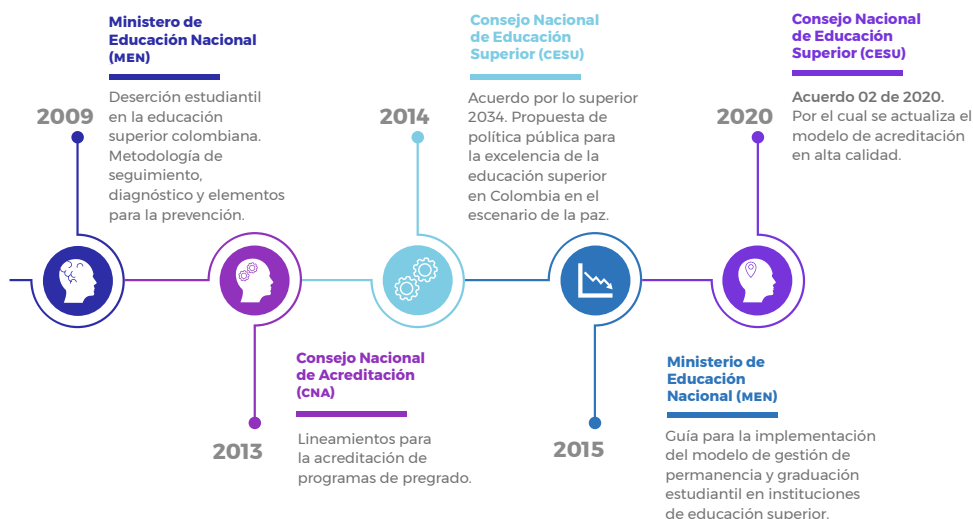 Ministero de
Educación Nacional
(MEN)
2009
Deserción estudiantil
en la educación
superior colombiana.
Metodología de
seguimiento,
diagnóstico y elementos
para la prevención.
Consejo Nacional
de Acreditación
(CNA)
2013
Lineamientos para
la acreditación de
programas de pregrado.
Consejo Nacional
de Educación
Superior (CESU)
2014
Acuerdo por lo superior
2034. Propuesta de
política pública para
la excelencia de la
educación superior
en Colombia en el
escenario de la paz.
Ministerio de
Educación
Nacional (MEN)
2015
Guía para la implementación
del modelo de gestión de
permanencia y graduación
estudiantil en instituciones
de educación superior.
Consejo Nacional
de Educación
Superior (CESU)
2020
Acuerdo 02 de 2020.
Por el cual se actualiza el
modelo de acreditación
en alta calidad.